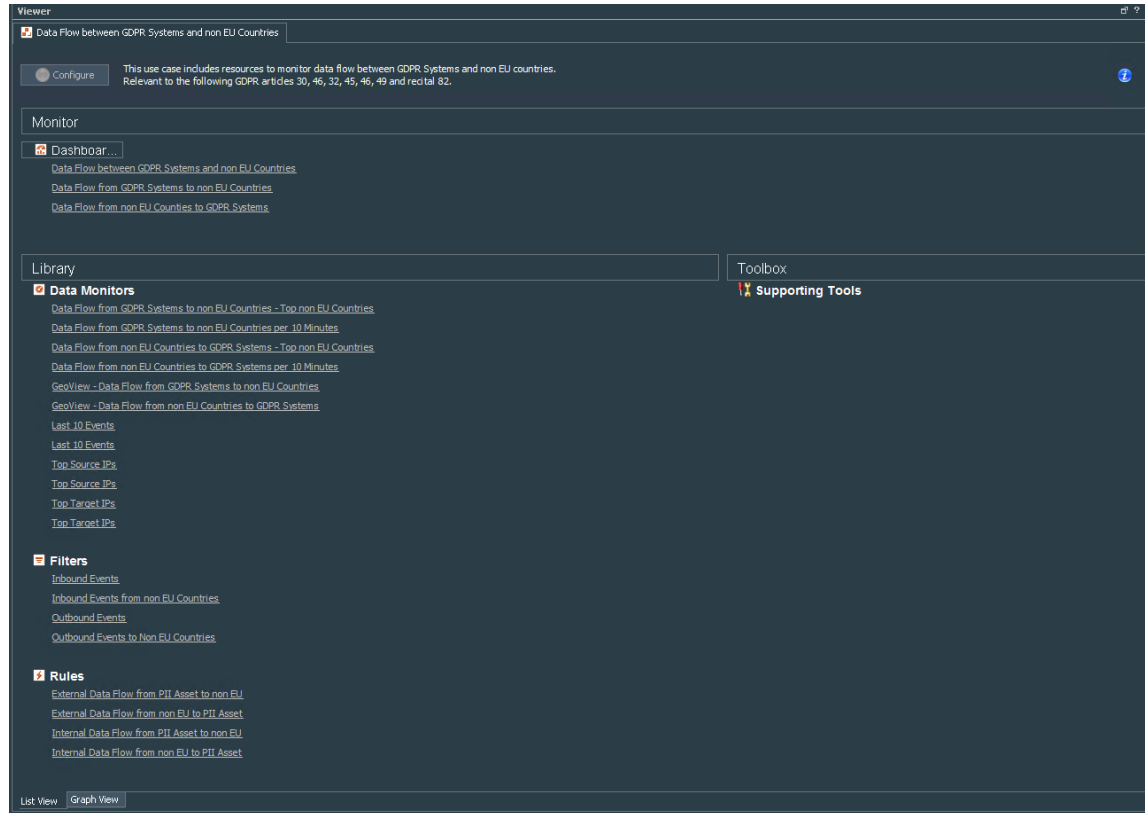 Viewer
?
Data Flow between GDPR Systems and non EU Countries
Configure
This use case includes resources to monitor data flow between GDPR Systems and non EU countries.
Relevant to the following GDPR articles 30, 46, 32, 45, 46, 49 and recital 82.
Monitor
Dashboar...
Data Flow between GDPR Systems and non EU Countries
Data Flow from GDPR Systems to non EU Countries
Data Flow from non EU Counties to GDPR Systems
Library
Data Monitors
Data Flow from GDPR Systems to non EU Countries - Top non EU Countries
Data Flow from GDPR Systems to non EU Countries per 10 Minutes
Data Flow from non EU Countries to GDPR Systems - Top non EU Countries
Data Flow from non EU Countries to GDPR Systems per 10 Minutes
GeoView - Data Flow from GDPR Systems to non EU Countries
GeoView - Data Flow from non EU Countries to GDPR Systems
Last 10 Events
Last 10 Events
Top Source IPs
Top Source IPs
Top Target IPs
Top Target IPs
Filters
Inbound Events
Inbound Events from non EU Countries
Outbound Events
Outbound Events to Non EU Countries
Rules
External Data Flow from PII Asset to non EU
External Data Flow from non EU to PII Asset
Internal Data Flow from PII Asset to non EU
Internal Data Flow from non EU to PII Asset
Toolbox
Supporting Tools
List View
Graph View